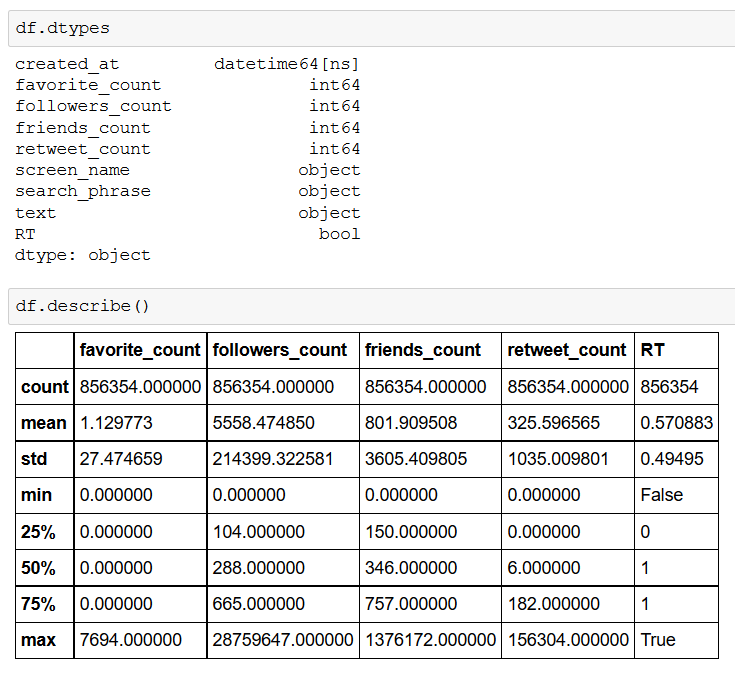 df.dtypes
created_at datetime64[ns]
favorite_count int64
followers_count int64
friends_count int64
retweet_count int64
screen_name object
search_phrase object
text object
RT bool
dtype: object
df.describe()
favorite_count followers_count friends_count retweet_count RT
count 856354.000000 856354.000000 856354.000000 856354.000000 856354
mean 1.129773 5558.474850 801.909508 325.596565 0.570883
std 27.474659 214399.322581 3605.409805 1035.009801 0.49495
min 0.000000 0.000000 0.000000 0.000000 False
25% 0.000000 104.000000 150.000000 0.000000 0
50% 0.000000 288.000000 346.000000 6.000000 1
75% 0.000000 665.000000 757.000000 182.000000 1
max 7694.000000 28759647.000000 1376172.000000 156304.000000 True